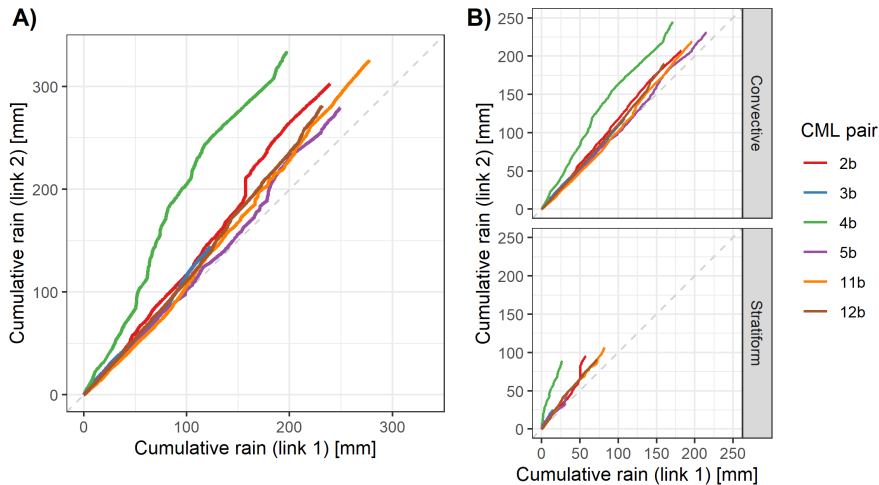 A)
Cumulative rain (link 2) [mm]
300
200
100
0
0 100 200 300
Cumulative rain (link 1) [mm]
B)
Cumulative rain (link 2) [mm]
250
200
150
100
50
0
Convective
250
200
150
100
50
0
Stratiform
0 50 100 150 200 250
Cumulative rain (link 1) [mm]
CML pair
2b
3b
4b
5b
11b
12b